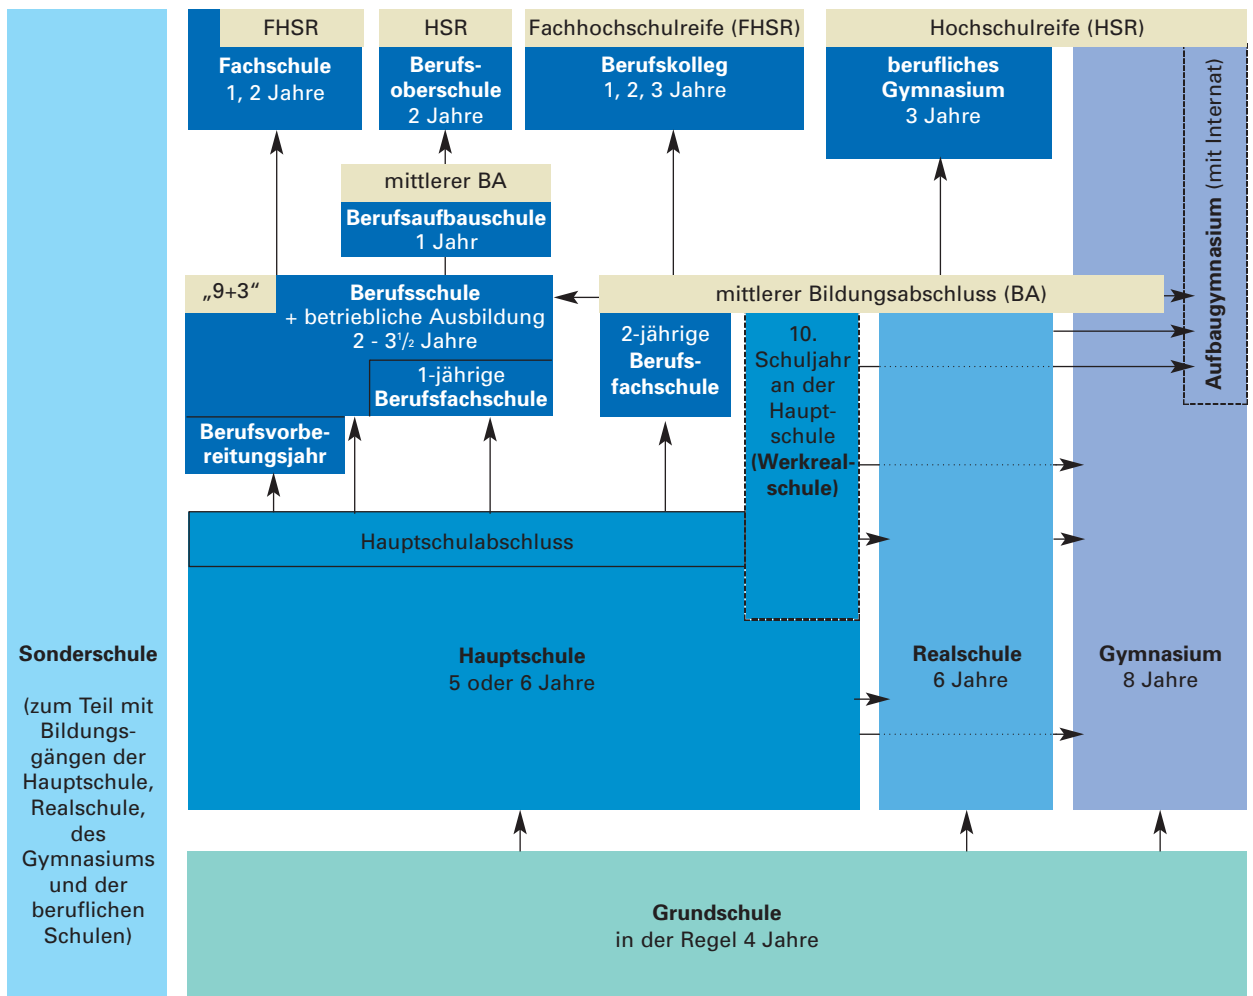 FHSR
Fachschule
1, 2 Jahre
HSR
Berufs-
oberschule
2 Jahre
Fachhochschulreife (FHSR)
Berufskolleg
1, 2, 3 Jahre
Hochschulreife (HSR)
berufliches
Gymnasium
3 Jahre
Aufbaugymnasium (mit Internat)
mittlerer BA
Berufsaufbauschule
1 Jahr
„9+3“
Berufsschule
+ betriebliche Ausbildung
2 - 3¹/₂ Jahre
1-jährige
Berufsfachschule
Berufsvorbe-
reitungsjahr
mittlerer Bildungsabschluss (BA)
2-jährige
Berufs-
fachschule
10.
Schuljahr
an der
Haupt-
schule
(Werkreal-
schule)
Hauptschulabschluss
Hauptschule
5 oder 6 Jahre
Realschule
6 Jahre
Gymnasium
8 Jahre
Sonderschule
(zum Teil mit
Bildungs-
gängen der
Hauptschule,
Realschule,
des
Gymnasiums
und der
beruflichen
Schulen)
Grundschule
in der Regel 4 Jahre